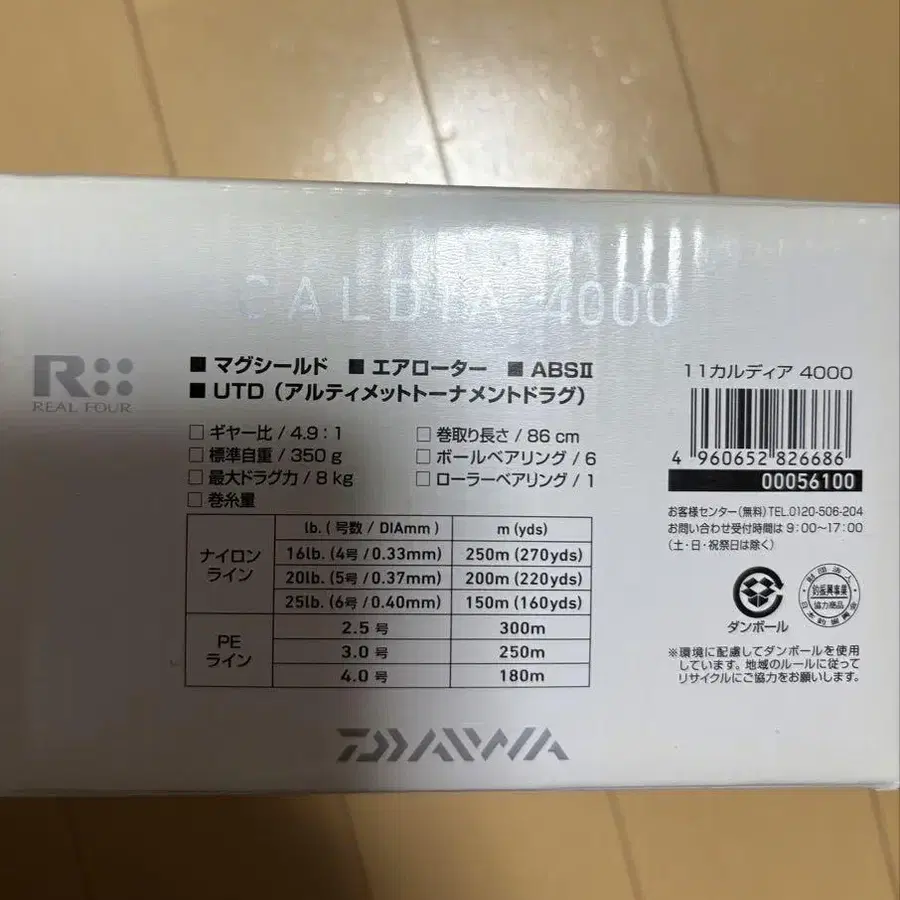 CALDIA 4000
R
REAL FOUR
■ マグシールド ■ エアローター ■ ABSⅡ
■ UTD（アルティメットトーナメントドラグ）
□ ギヤー比 / 4.9：1 □ 巻取り長さ / 86 cm
□ 標準自重 / 350 g □ ボールベアリング / 6
□ 最大ドラグ力 / 8 kg □ ローラーベアリング / 1
□ 巻糸量
lb. ( 号数 / DIAmm ) m (yds)
ナイロンライン
16lb. (4号 /0.33mm) 250m (270yds)
20lb. (5号 /0.37mm) 200m (220yds)
25lb. (6号 /0.40mm) 150m (160yds)
PEライン
2.5 号 300m
3.0 号 250m
4.0 号 180m
DAIWA
11カルディア 4000
4 960652 826686
00056100
お客様センター(無料) TEL.0120-506-204
お問い合わせ受付時間は 9：00〜17：00
(土・日・祝祭日は除く)
ダンボール
釣振興事業
協力商品
※環境に配慮してダンボールを使用
しています。地域のルールに従って
リサイクルにご協力をお願いします。